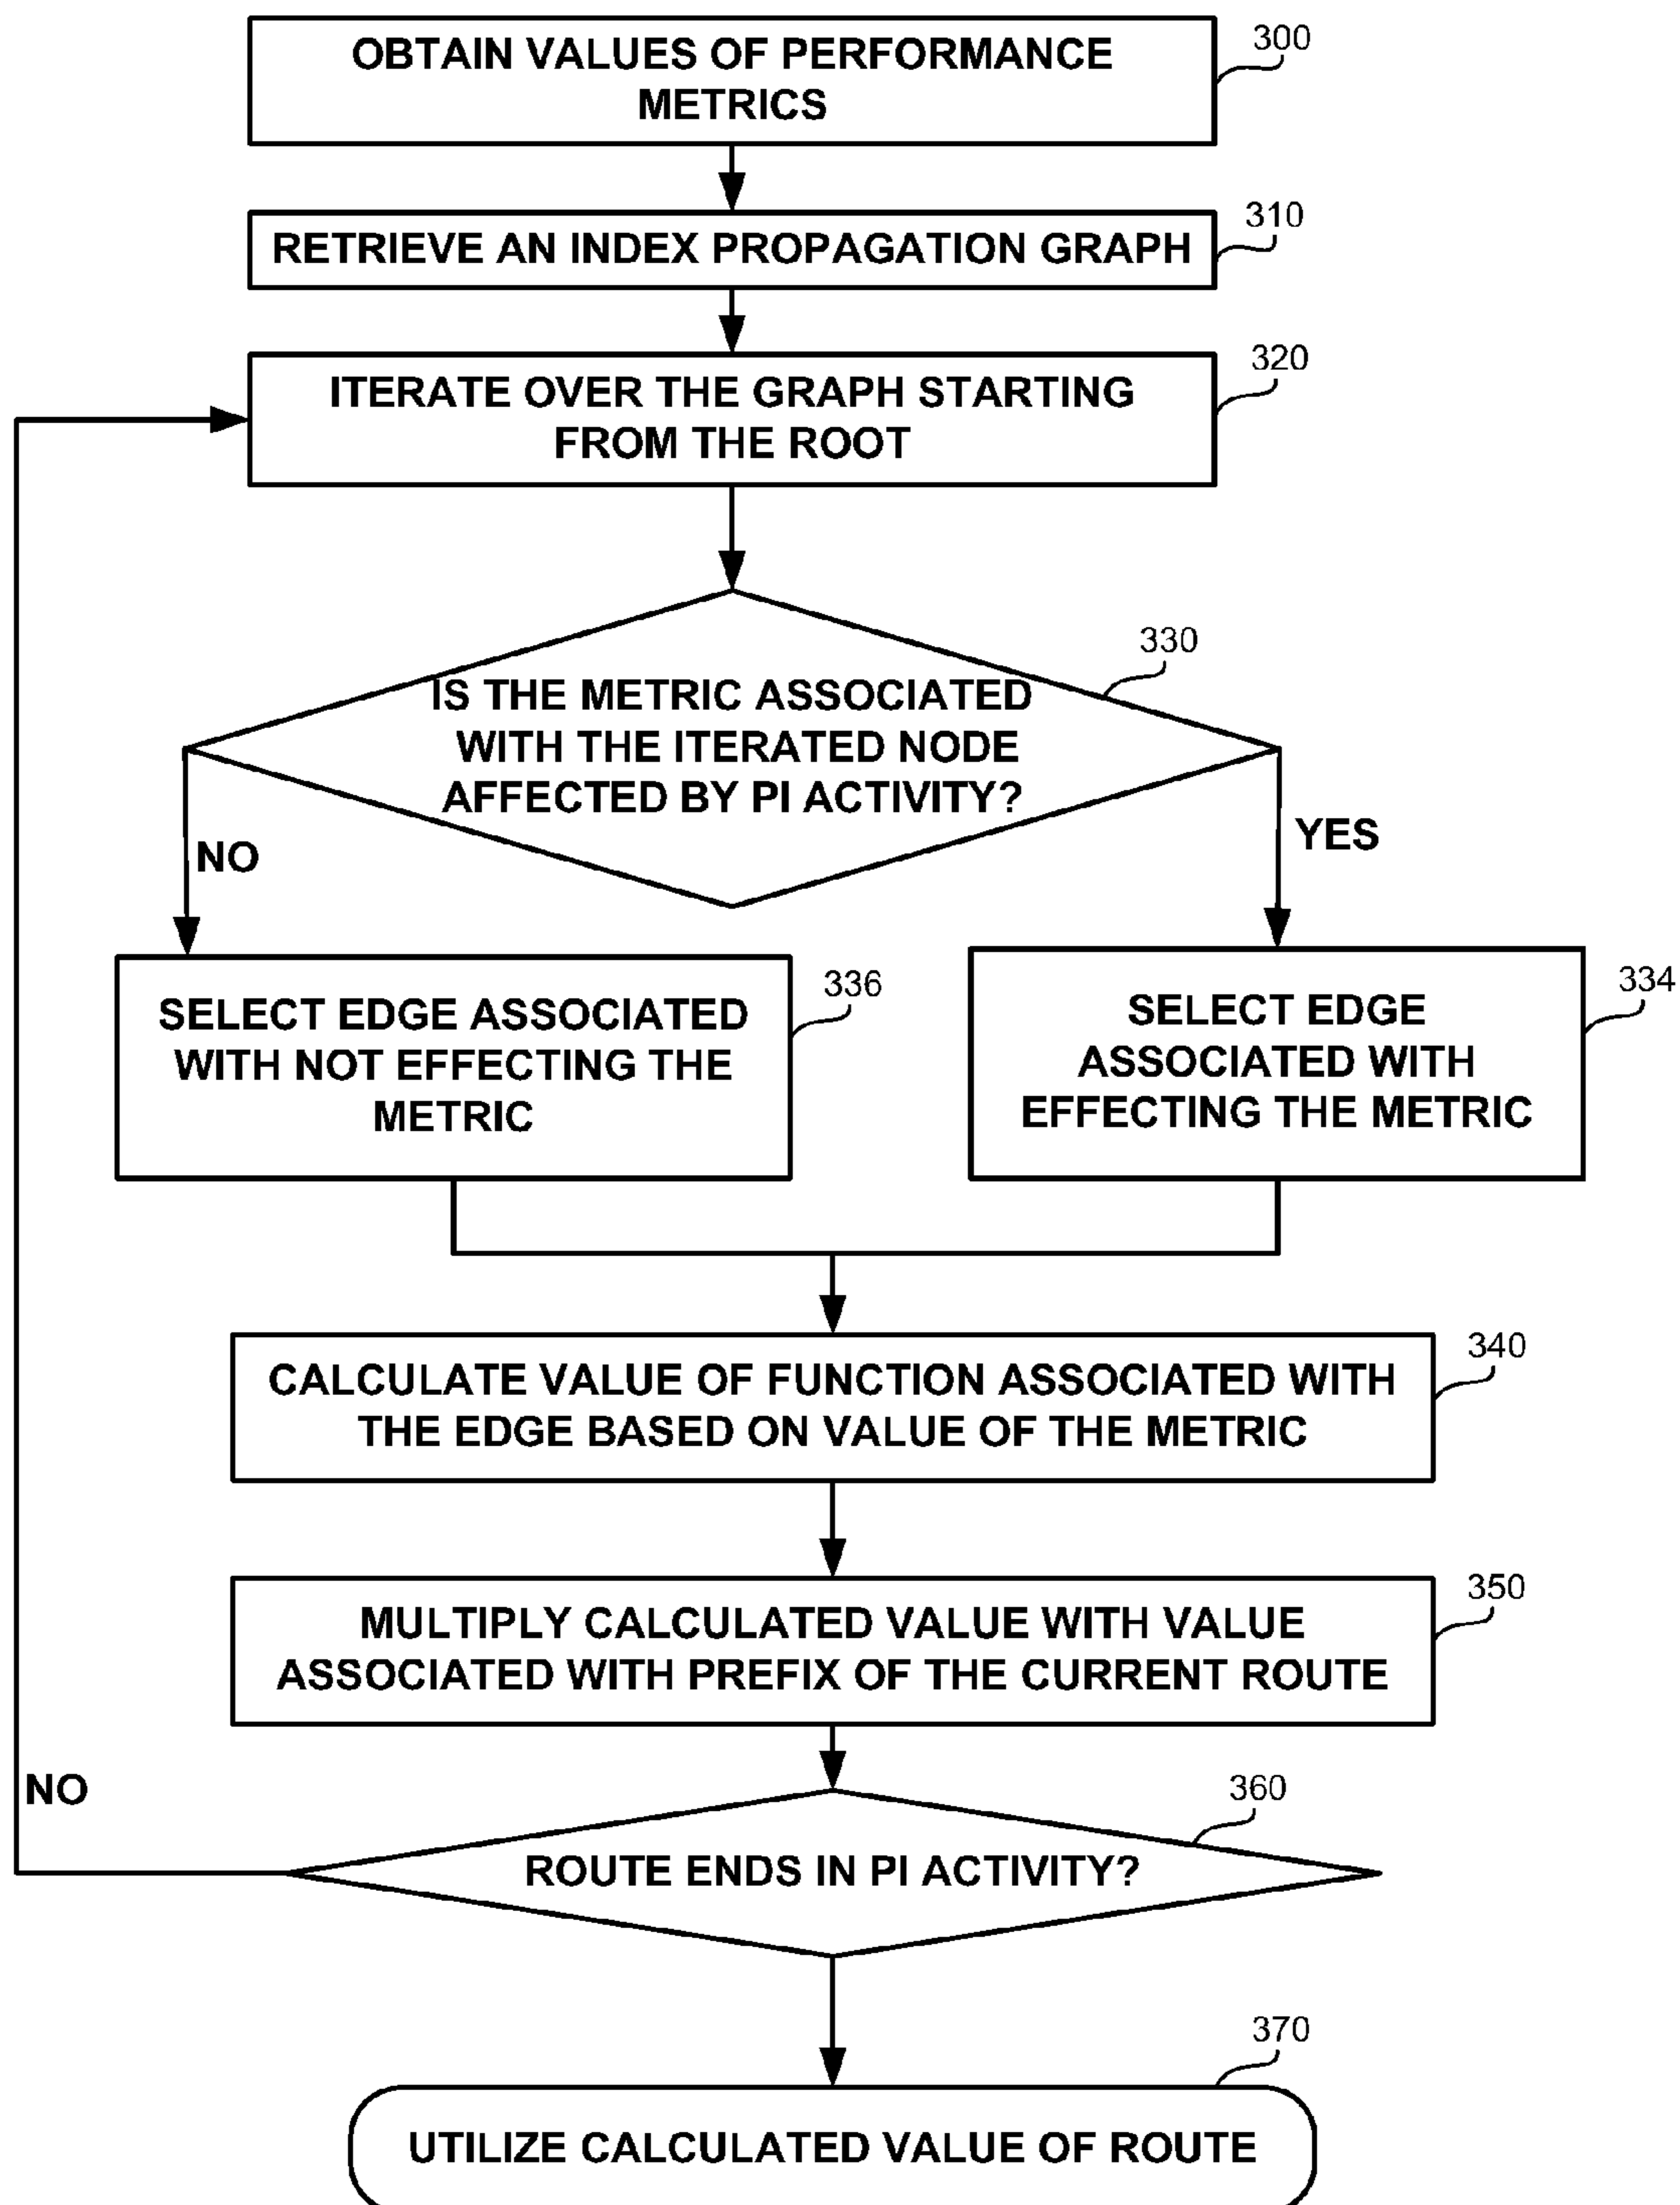 OBTAIN VALUES OF PERFORMANCE
METRICS
300
RETRIEVE AN INDEX PROPAGATION GRAPH
310
ITERATE OVER THE GRAPH STARTING
FROM THE ROOT
320
IS THE METRIC ASSOCIATED
WITH THE ITERATED NODE
AFFECTED BY PI ACTIVITY?
330
NO
YES
SELECT EDGE ASSOCIATED
WITH NOT EFFECTING THE
METRIC
336
SELECT EDGE
ASSOCIATED WITH
EFFECTING THE METRIC
334
CALCULATE VALUE OF FUNCTION ASSOCIATED WITH
THE EDGE BASED ON VALUE OF THE METRIC
340
MULTIPLY CALCULATED VALUE WITH VALUE
ASSOCIATED WITH PREFIX OF THE CURRENT ROUTE
350
NO
ROUTE ENDS IN PI ACTIVITY?
360
UTILIZE CALCULATED VALUE OF ROUTE
370